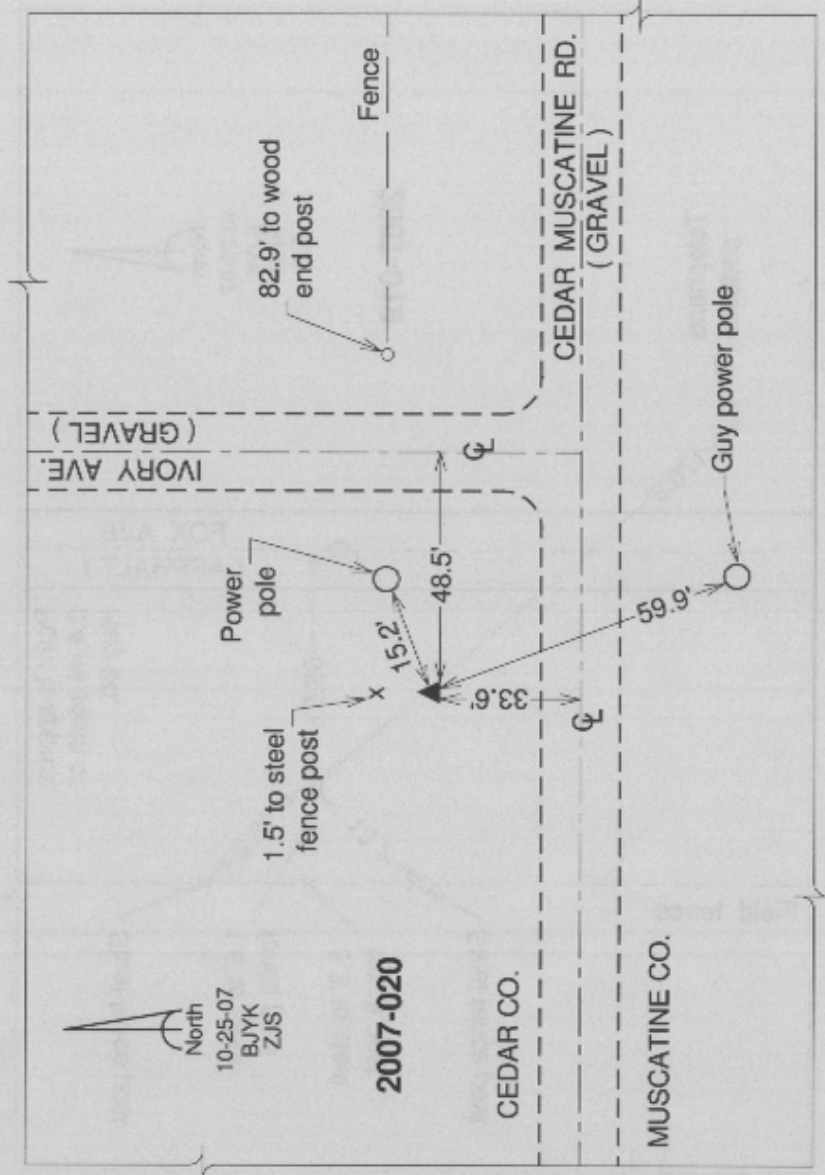 North
10-25-07
BJYK
ZJS
2007-020
1.5' to steel
fence post
Power
pole
IVORY AVE.
( GRAVEL )
82.9' to wood
end post
Fence
15.2'
48.5'
33.6'
59.9'
CL
CL
CEDAR CO.
CEDAR MUSCATINE RD.
( GRAVEL )
MUSCATINE CO.
Guy power pole